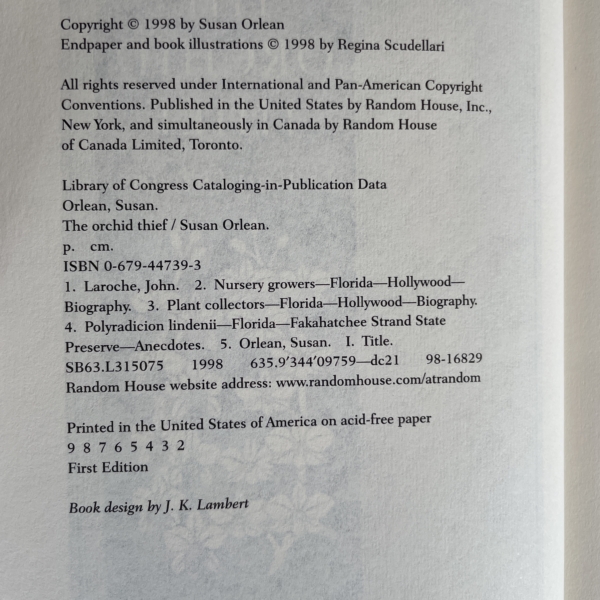 Copyright © 1998 by Susan Orlean
Endpaper and book illustrations © 1998 by Regina Scudellari
All rights reserved under International and Pan-American Copyright
Conventions. Published in the United States by Random House, Inc.,
New York, and simultaneously in Canada by Random House
of Canada Limited, Toronto.
Library of Congress Cataloging-in-Publication Data
Orlean, Susan.
The orchid thief / Susan Orlean.
p. cm.
ISBN 0-679-44739-3
1. Laroche, John. 2. Nursery growers—Florida—Hollywood—
Biography. 3. Plant collectors—Florida—Hollywood—Biography.
4. Polyradicion lindenii—Florida—Fakahatchee Strand State
Preserve—Anecdotes. 5. Orlean, Susan. I. Title.
SB63.L315075 1998 635.9′344′09759—dc21 98-16829
Random House website address: www.randomhouse.com/atrandom
Printed in the United States of America on acid-free paper
9 8 7 6 5 4 3 2
First Edition
Book design by J. K. Lambert